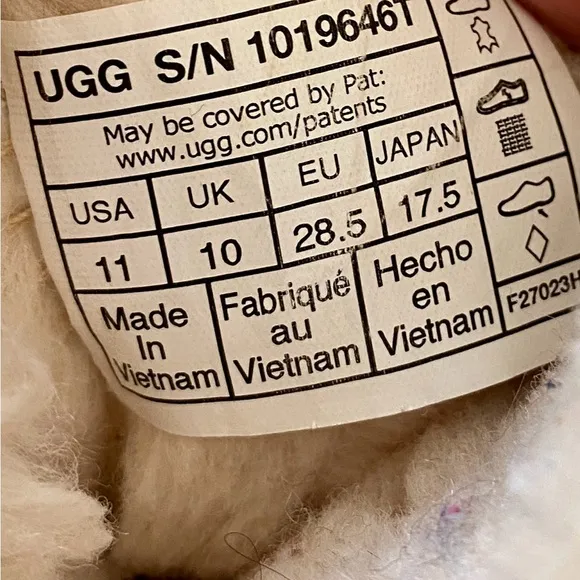 UGG S/N 1019646T
May be covered by Pat:
www.ugg.com/patents
USA UK EU JAPAN
11 10 28.5 17.5
Made
In
Vietnam
Fabriqué
au
Vietnam
Hecho
en
Vietnam
F27023H